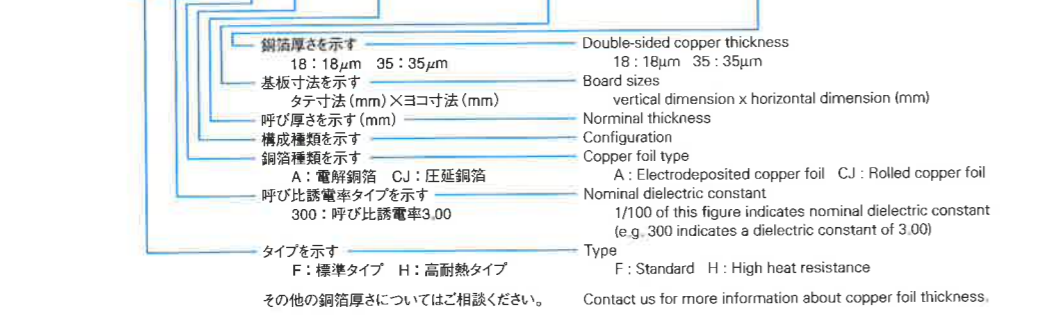 銅箔厚さを示す Double-sided copper thickness
18：18μm 35：35μm 18 : 18μm 35 : 35μm
基板寸法を示す Board sizes
タテ寸法(mm)×ヨコ寸法(mm) vertical dimension x horizontal dimension (mm)
呼び厚さを示す(mm) Norminal thickness
構成種類を示す Configuration
銅箔種類を示す Copper foil type
A：電解銅箔 CJ：圧延銅箔 A : Electrodeposited copper foil CJ : Rolled copper foil
呼び比誘電率タイプを示す Nominal dielectric constant
300：呼び比誘電率3.00 1/100 of this figure indicates nominal dielectric constant
(e.g. 300 indicates a dielectric constant of 3.00)
タイプを示す Type
F：標準タイプ H：高耐熱タイプ F : Standard H : High heat resistance
その他の銅箔厚さについてはご相談ください。 Contact us for more information about copper foil thickness.